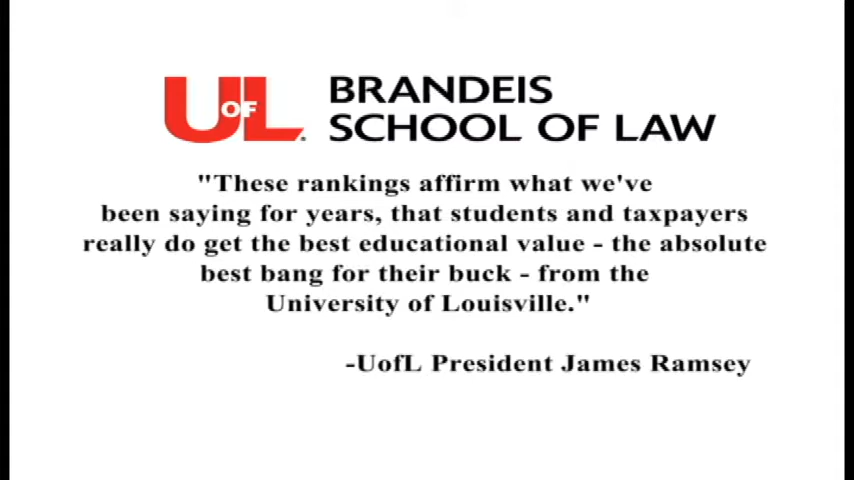 UofL BRANDEIS
SCHOOL OF LAW
"These rankings affirm what we've
been saying for years, that students and taxpayers
really do get the best educational value - the absolute
best bang for their buck - from the
University of Louisville."
-UofL President James Ramsey